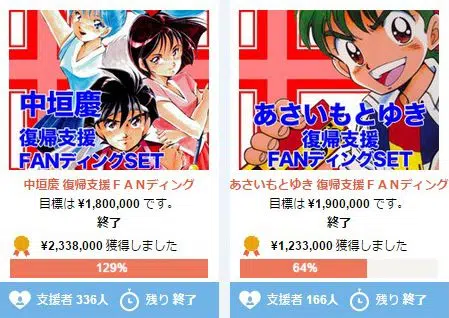 中垣慶
復帰支援
FANディングSET
中垣慶 復帰支援ＦＡＮディング
目標は ¥1,800,000 です。
終了
¥2,338,000 獲得しました
129%
支援者 336人 残り 終了
あさいもとゆき
復帰支援
FANディングSET
あさいもとゆき 復帰支援ＦＡＮディング
目標は ¥1,900,000 です。
終了
¥1,233,000 獲得しました
64%
支援者 166人 残り 終了